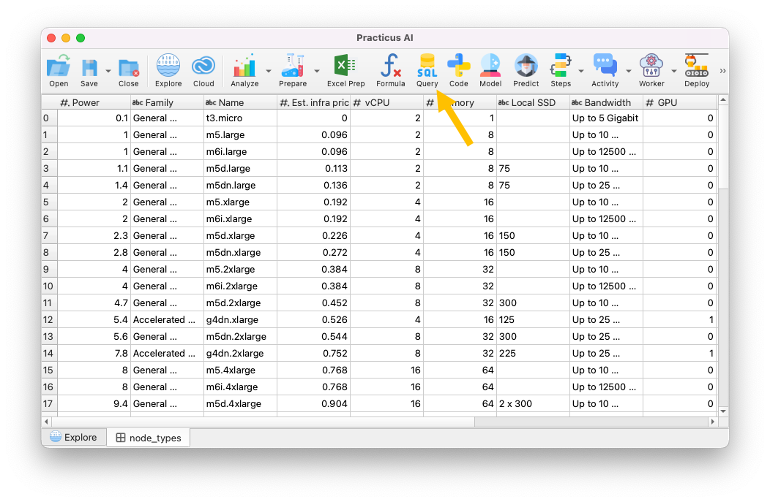 Practicus AI
Open Save Close Explore Cloud Analyze Prepare Excel Prep Formula SQL Query Code Model Predict Steps Activity Worker Deploy »
#. Power abc Family abc Name #. Est. infra pric # vCPU # mory abc Local SSD abc Bandwidth # GPU
0 0.1 General ... t3.micro 0 2 1 Up to 5 Gigabit 0
1 1 General ... m5.large 0.096 2 8 Up to 10 ... 0
2 1 General ... m6i.large 0.096 2 8 Up to 12500 ... 0
3 1.1 General ... m5d.large 0.113 2 8 75 Up to 10 ... 0
4 1.4 General ... m5dn.large 0.136 2 8 75 Up to 25 ... 0
5 2 General ... m5.xlarge 0.192 4 16 Up to 10 ... 0
6 2 General ... m6i.xlarge 0.192 4 16 Up to 12500 ... 0
7 2.3 General ... m5d.xlarge 0.226 4 16 150 Up to 10 ... 0
8 2.8 General ... m5dn.xlarge 0.272 4 16 150 Up to 25 ... 0
9 4 General ... m5.2xlarge 0.384 8 32 Up to 10 ... 0
10 4 General ... m6i.2xlarge 0.384 8 32 Up to 12500 ... 0
11 4.7 General ... m5d.2xlarge 0.452 8 32 300 Up to 10 ... 0
12 5.4 Accelerated ... g4dn.xlarge 0.526 4 16 125 Up to 25 ... 1
13 5.6 General ... m5dn.2xlarge 0.544 8 32 300 Up to 25 ... 0
14 7.8 Accelerated ... g4dn.2xlarge 0.752 8 32 225 Up to 25 ... 1
15 8 General ... m5.4xlarge 0.768 16 64 Up to 10 ... 0
16 8 General ... m6i.4xlarge 0.768 16 64 Up to 12500 ... 0
17 9.4 General ... m5d.4xlarge 0.904 16 64 2 x 300 Up to 10 ... 0
Explore node_types